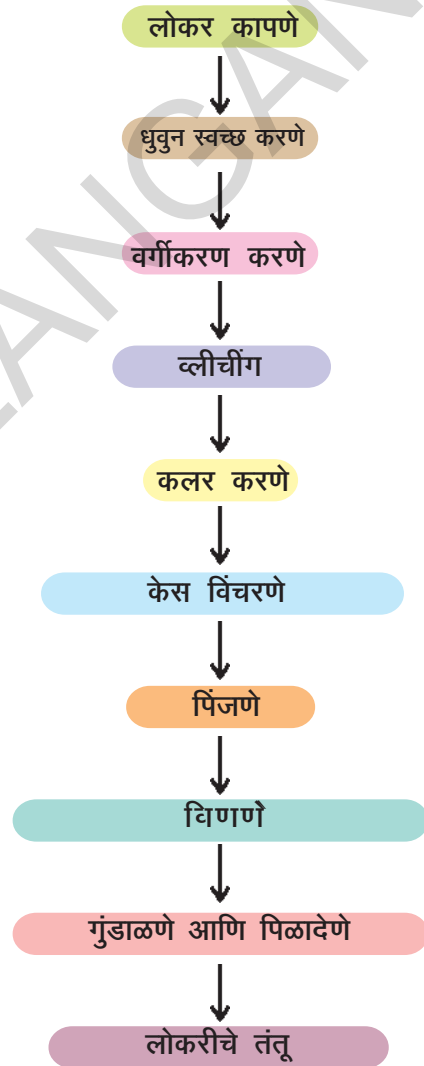 लोकर कापणे
धुवुन स्वच्छ करणे
वर्गीकरण करणे
व्लीचींग
कलर करणे
केस विंचरणे
पिंजणे
विणणे
गुंडाळणे आणि पिळादेणे
लोकरीचे तंतू